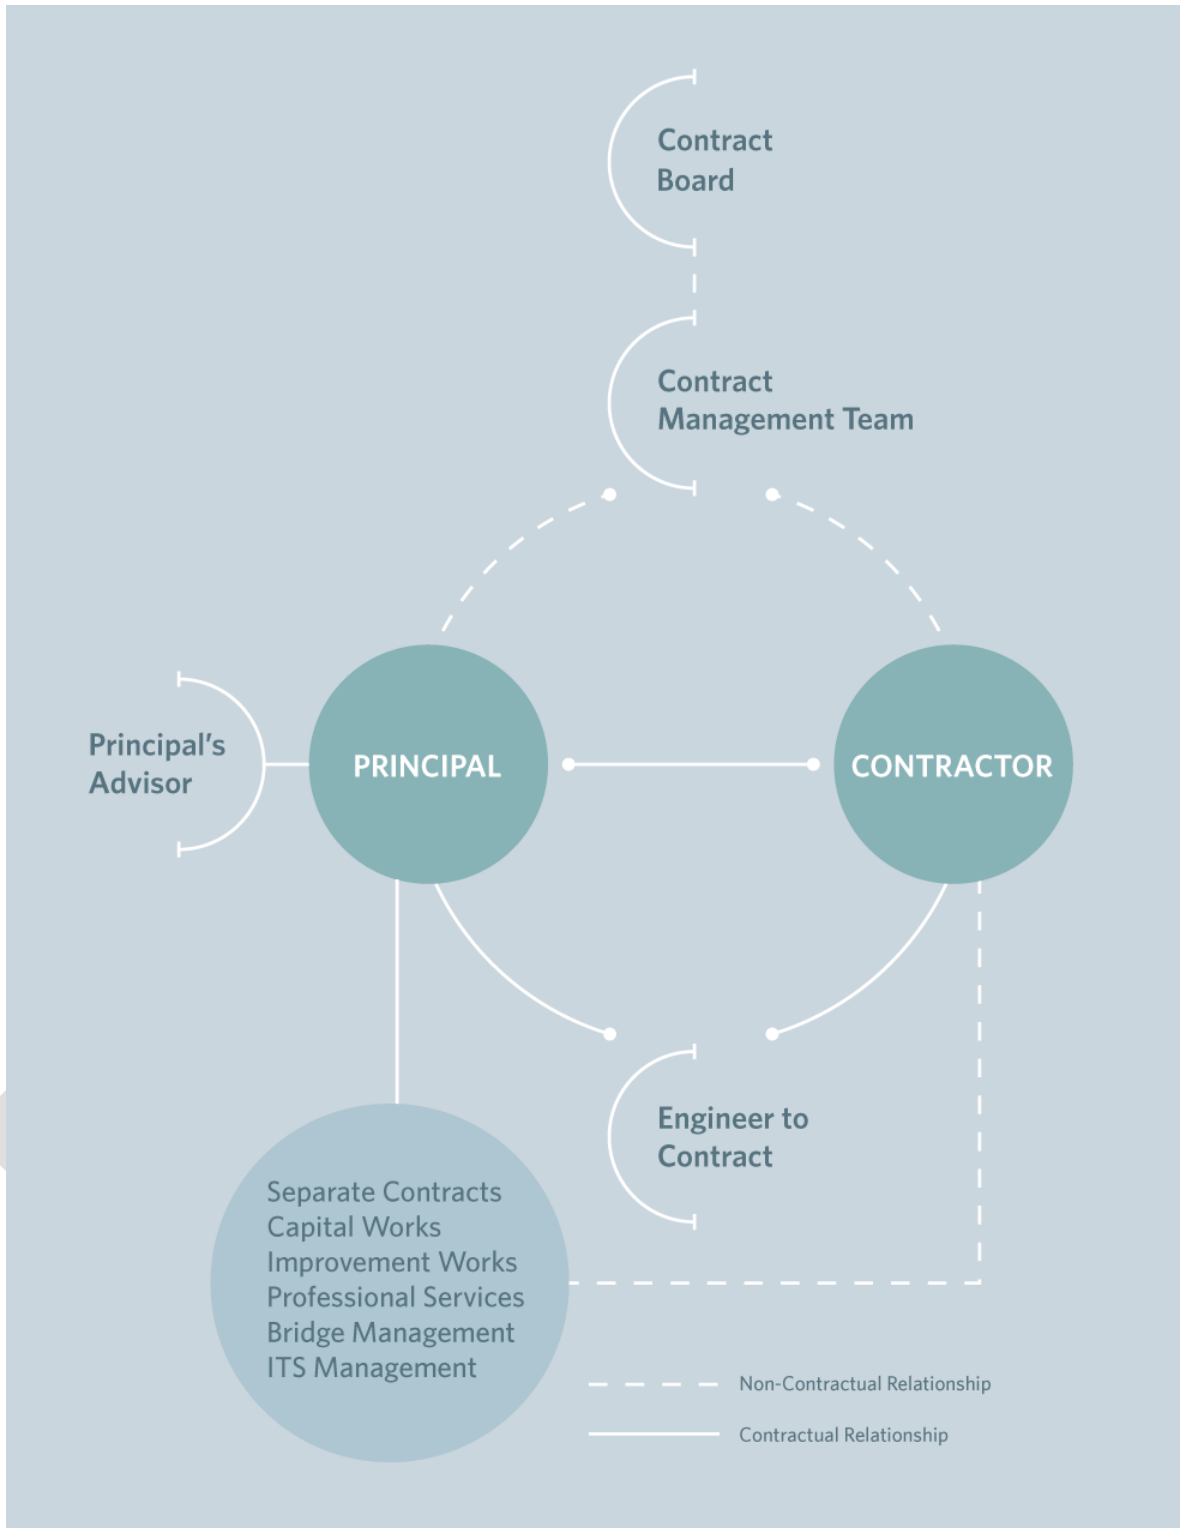 Contract
Board
Contract
Management Team
Principal’s
Advisor
PRINCIPAL
CONTRACTOR
Engineer to
Contract
Separate Contracts
Capital Works
Improvement Works
Professional Services
Bridge Management
ITS Management
Non-Contractual Relationship
Contractual Relationship